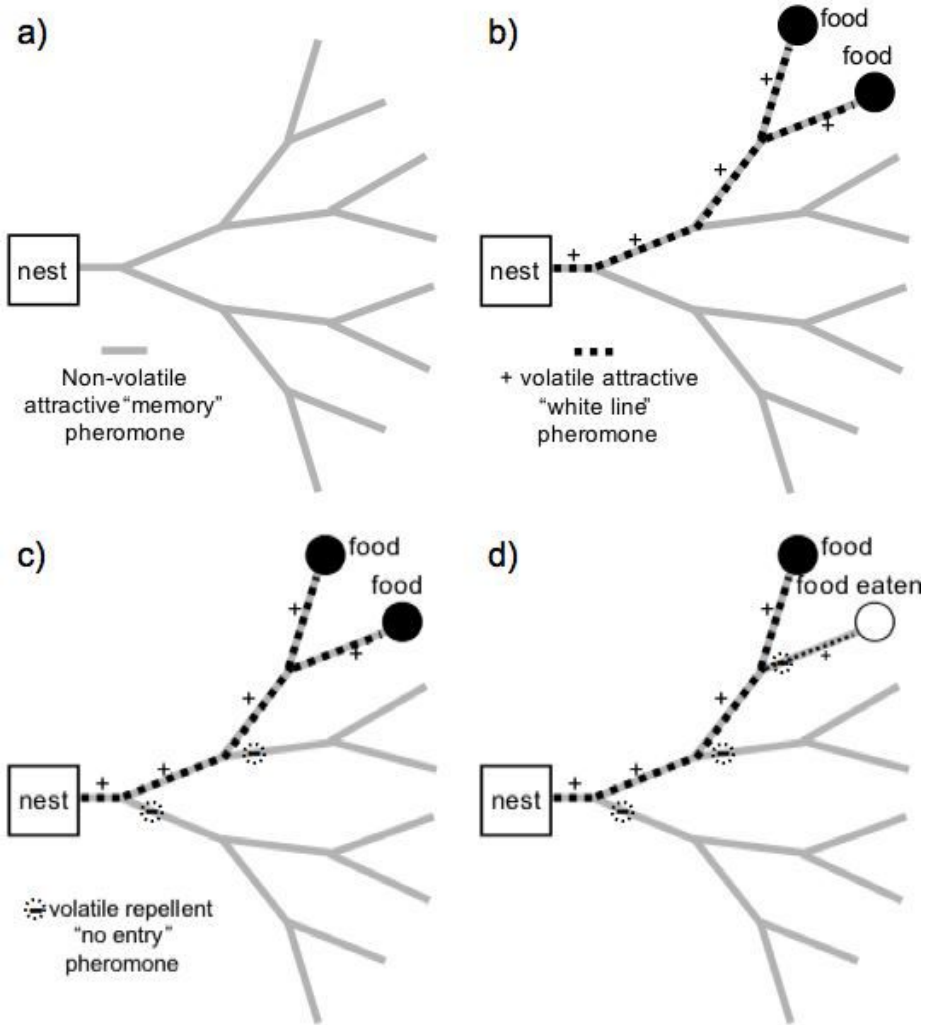 a)
nest
Non-volatile
attractive “memory”
pheromone
b)
food
food
+
+
+
+
+
nest
+ volatile attractive
“white line”
pheromone
c)
food
food
+
+
+
+
+
-
-
nest
- volatile repellent
“no entry”
pheromone
d)
food
food eaten
+
+
+
+
+
-
-
-
nest